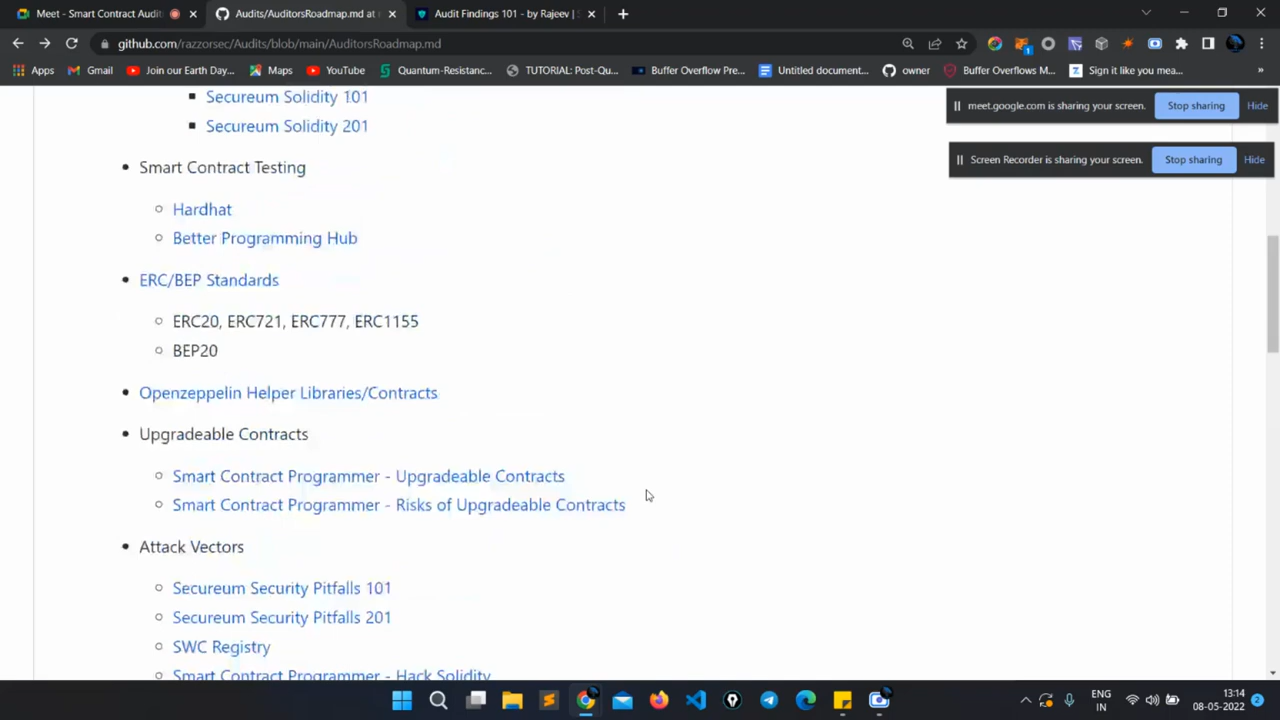 Meet - Smart Contract Audit
Audits/AuditorsRoadmap.md at
Audit Findings 101 - by Rajeev | S
github.com/razzorsec/Audits/blob/main/AuditorsRoadmap.md
Apps
Gmail
Join our Earth Day...
Maps
YouTube
Quantum-Resistanc...
TUTORIAL: Post-Qu...
Buffer Overflow Pre...
Untitled document...
owner
Buffer Overflows M...
Sign it like you mea...
»
meet.google.com is sharing your screen.
Stop sharing
Hide
Screen Recorder is sharing your screen.
Stop sharing
Hide
Secureum Solidity 101
Secureum Solidity 201
Smart Contract Testing
Hardhat
Better Programming Hub
ERC/BEP Standards
ERC20, ERC721, ERC777, ERC1155
BEP20
Openzeppelin Helper Libraries/Contracts
Upgradeable Contracts
Smart Contract Programmer - Upgradeable Contracts
Smart Contract Programmer - Risks of Upgradeable Contracts
Attack Vectors
Secureum Security Pitfalls 101
Secureum Security Pitfalls 201
SWC Registry
Smart Contract Programmer - Hack Solidity
ENG
IN
13:14
08-05-2022
2